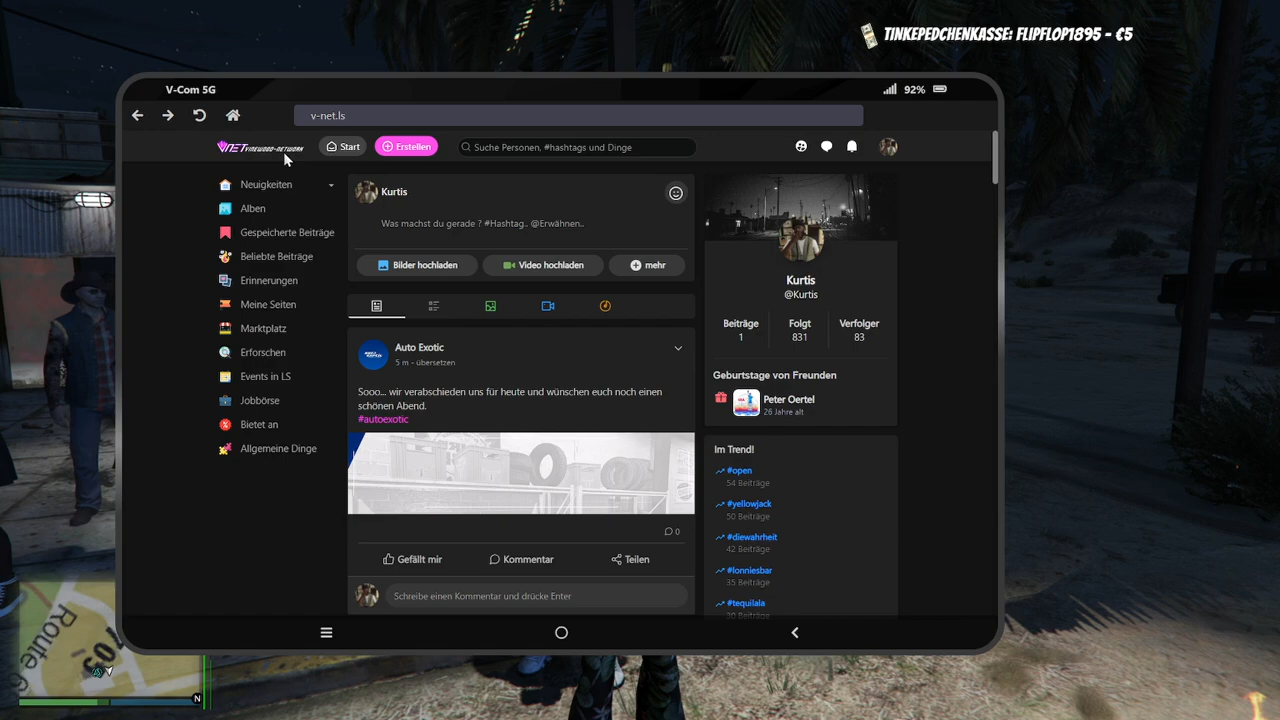 TINKEPEDCHENKASSE: FLIPFLOP1895 - €5
V-Com 5G
92%
v-net.ls
VNET VINEWOOD-NETWORK
Start
Erstellen
Suche Personen, #hashtags und Dinge
Neuigkeiten
Alben
Gespeicherte Beiträge
Beliebte Beiträge
Erinnerungen
Meine Seiten
Marktplatz
Erforschen
Events in LS
Jobbörse
Bietet an
Allgemeine Dinge
Kurtis
Was machst du gerade ? #Hashtag.. @Erwähnen..
Bilder hochladen
Video hochladen
mehr
Auto Exotic
5 m - übersetzen
Sooo... wir verabschieden uns für heute und wünschen euch noch einen
schönen Abend.
#autoexotic
0
Gefällt mir
Kommentar
Teilen
Schreibe einen Kommentar und drücke Enter
Kurtis
@Kurtis
Beiträge
1
Folgt
831
Verfolger
83
Geburtstage von Freunden
Peter Oertel
26 Jahre alt
Im Trend!
#open
54 Beiträge
#yellowjack
50 Beiträge
#diewahrheit
42 Beiträge
#lonniesbar
35 Beiträge
#tequilala
Beiträge
Route
N